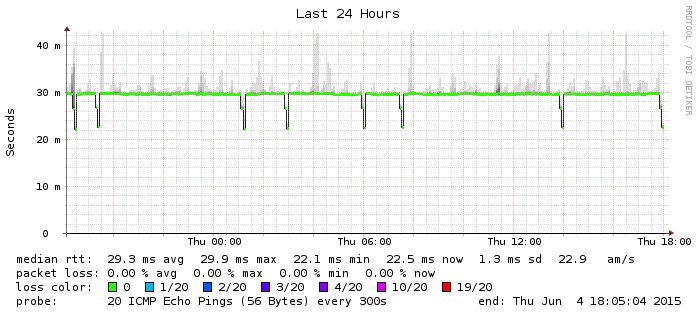 Last 24 Hours
RRDTOOL / TOBI OETIKER
Seconds
40 m
30 m
20 m
10 m
0
Thu 00:00 Thu 06:00 Thu 12:00 Thu 18:00
median rtt: 29.3 ms avg 29.9 ms max 22.1 ms min 22.5 ms now 1.3 ms sd 22.9 am/s
packet loss: 0.00 % avg 0.00 % max 0.00 % min 0.00 % now
loss color: 0 1/20 2/20 3/20 4/20 10/20 19/20
probe: 20 ICMP Echo Pings (56 Bytes) every 300s end: Thu Jun 4 18:05:04 2015